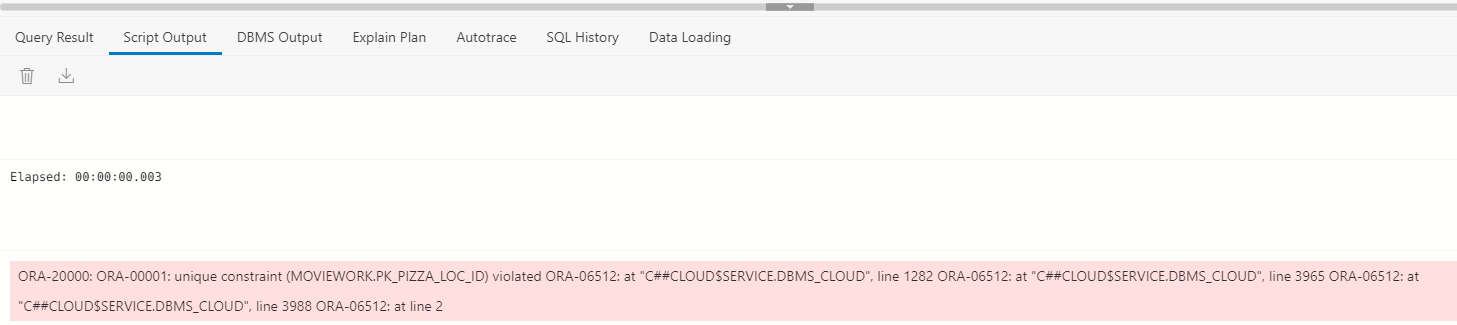 Query Result Script Output DBMS Output Explain Plan Autotrace SQL History Data Loading
Elapsed: 00:00:00.003
ORA-20000: ORA-00001: unique constraint (MOVIEWORK.PK_PIZZA_LOC_ID) violated ORA-06512: at "C##CLOUD$SERVICE.DBMS_CLOUD", line 1282 ORA-06512: at "C##CLOUD$SERVICE.DBMS_CLOUD", line 3965 ORA-06512: at
"C##CLOUD$SERVICE.DBMS_CLOUD", line 3988 ORA-06512: at line 2